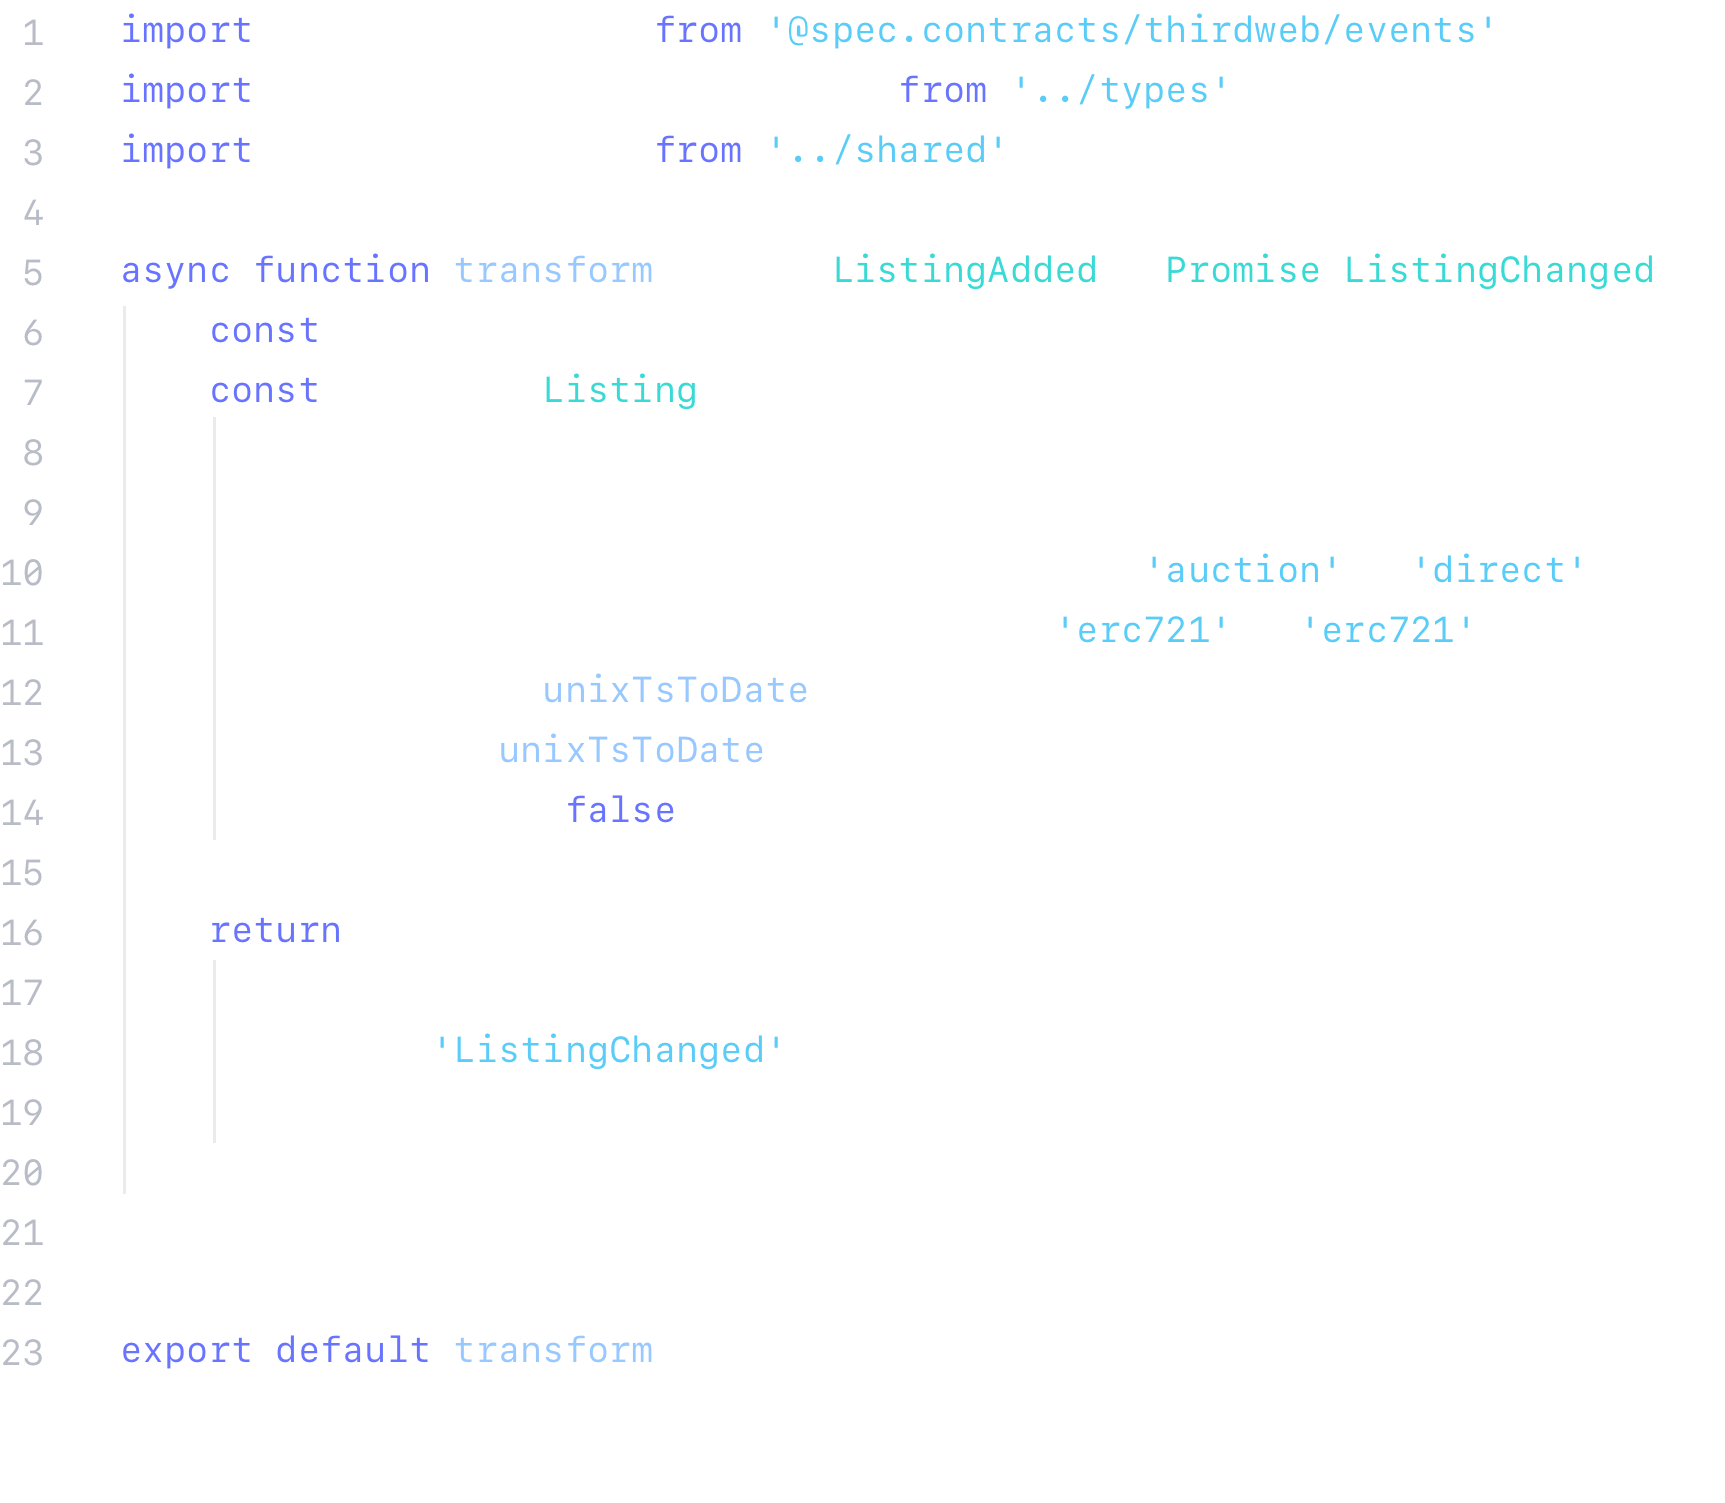 1 import from '@spec.contracts/thirdweb/events'
2 import from '../types'
3 import from '../shared'
4
5 async function transform ListingAdded Promise ListingChanged
6 const
7 const Listing
8
9
10 'auction' 'direct'
11 'erc721' 'erc721'
12 unixTsToDate
13 unixTsToDate
14 false
15
16 return
17
18 'ListingChanged'
19
20
21
22
23 export default transform